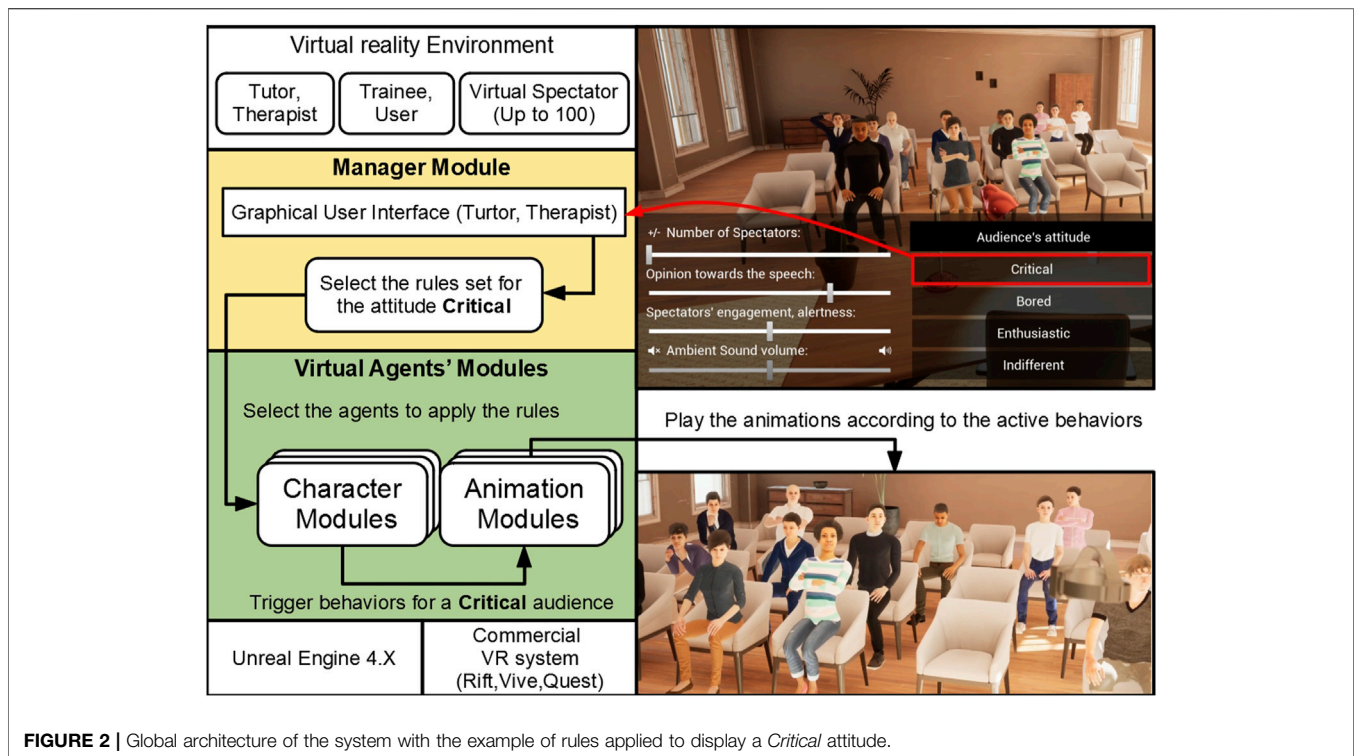 Virtual reality Environment
Tutor,
Therapist
Trainee,
User
Virtual Spectator
(Up to 100)
Manager Module
Graphical User Interface (Turtor, Therapist)
Select the rules set for
the attitude Critical
Virtual Agents' Modules
Select the agents to apply the rules
Character
Modules
Animation
Modules
Trigger behaviors for a Critical audience
Unreal Engine 4.X
Commercial
VR system
(Rift,Vive,Quest)
+/- Number of Spectators:
Opinion towards the speech:
Spectators' engagement, alertness:
Ambient Sound volume:
Audience's attitude
Critical
Bored
Enthusiastic
Indifferent
Play the animations according to the active behaviors
FIGURE 2 | Global architecture of the system with the example of rules applied to display a Critical attitude.